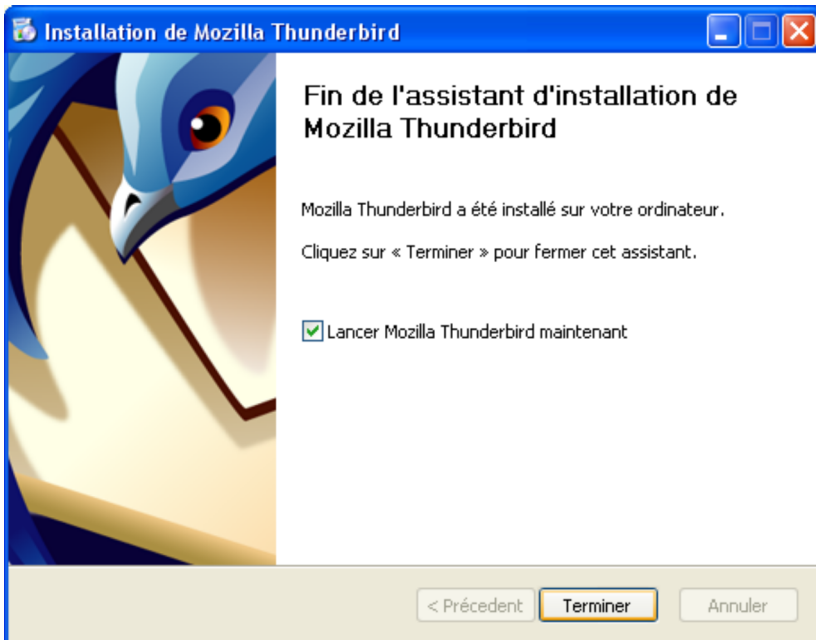 Installation de Mozilla Thunderbird
Fin de l'assistant d'installation de
Mozilla Thunderbird
Mozilla Thunderbird a été installé sur votre ordinateur.
Cliquez sur « Terminer » pour fermer cet assistant.
Lancer Mozilla Thunderbird maintenant
< Précedent Terminer Annuler